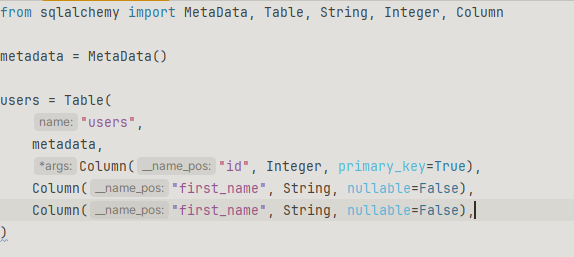 from sqlalchemy import MetaData, Table, String, Integer, Column
metadata = MetaData()
users = Table(
name: "users",
metadata,
*args: Column( __name_pos: "id", Integer, primary_key=True),
Column( __name_pos: "first_name", String, nullable=False),
Column( __name_pos: "first_name", String, nullable=False),
)